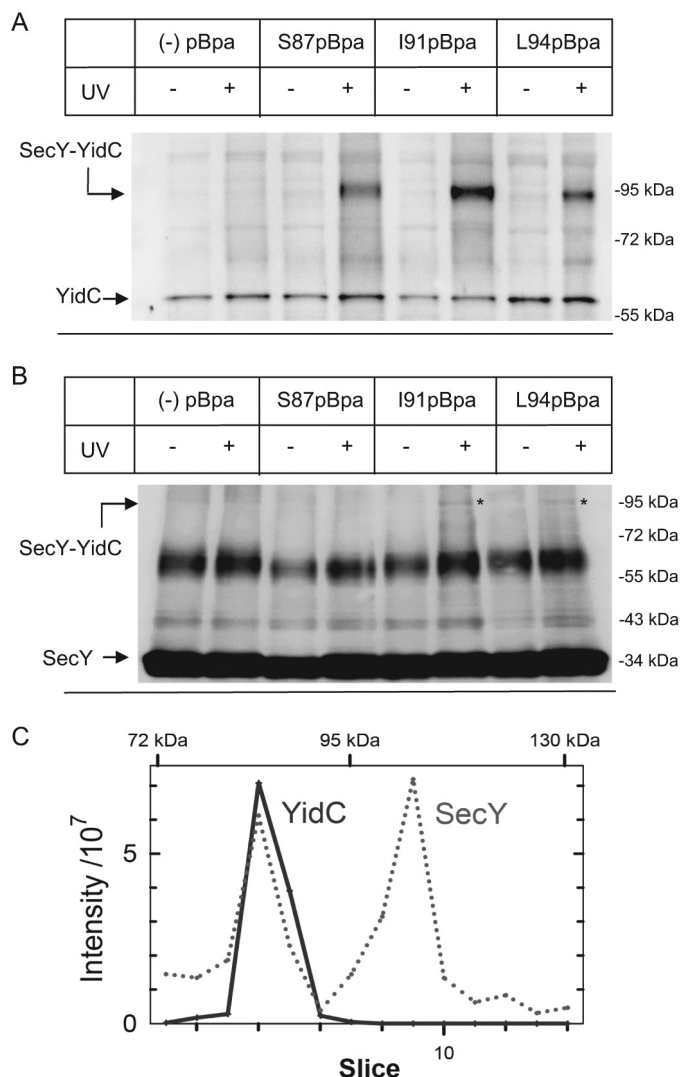 A
(-) pBpa S87pBpa I91pBpa L94pBpa
UV - + - + - + - +
SecY-YidC
-95 kDa
-72 kDa
YidC
-55 kDa
B
(-) pBpa S87pBpa I91pBpa L94pBpa
UV - + - + - + - +
SecY-YidC
* *
-95 kDa
-72 kDa
-55 kDa
-43 kDa
SecY
-34 kDa
C
72 kDa 95 kDa 130 kDa
YidC SecY
Intensity /10⁷
5
0
10
Slice